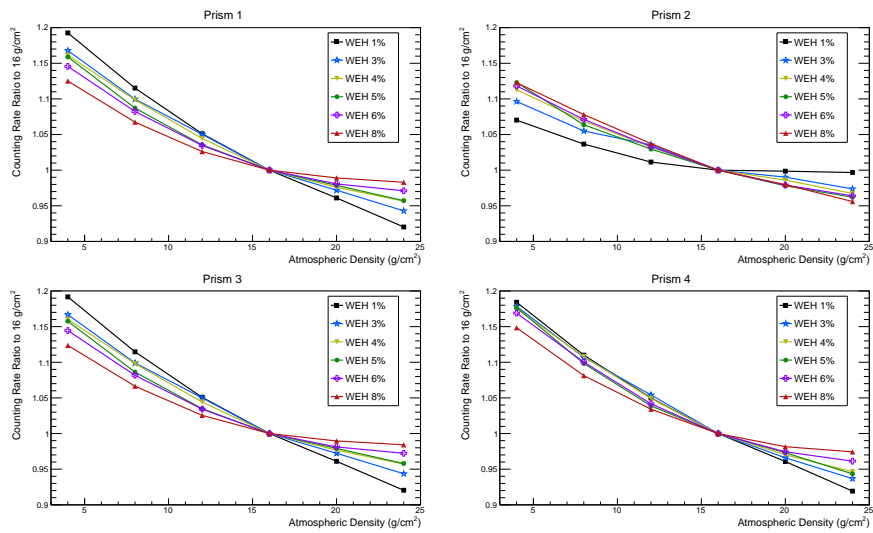 Prism 1
Counting Rate Ratio to 16 g/cm²
1.2
1.15
1.1
1.05
1
0.95
0.9
WEH 1%
WEH 3%
WEH 4%
WEH 5%
WEH 6%
WEH 8%
5
10
15
20
25
Atmospheric Density (g/cm²)
Prism 2
Counting Rate Ratio to 16 g/cm²
1.2
1.15
1.1
1.05
1
0.95
0.9
WEH 1%
WEH 3%
WEH 4%
WEH 5%
WEH 6%
WEH 8%
5
10
15
20
25
Atmospheric Density (g/cm²)
Prism 3
Counting Rate Ratio to 16 g/cm²
1.2
1.15
1.1
1.05
1
0.95
0.9
WEH 1%
WEH 3%
WEH 4%
WEH 5%
WEH 6%
WEH 8%
5
10
15
20
25
Atmospheric Density (g/cm²)
Prism 4
Counting Rate Ratio to 16 g/cm²
1.2
1.15
1.1
1.05
1
0.95
0.9
WEH 1%
WEH 3%
WEH 4%
WEH 5%
WEH 6%
WEH 8%
5
10
15
20
25
Atmospheric Density (g/cm²)